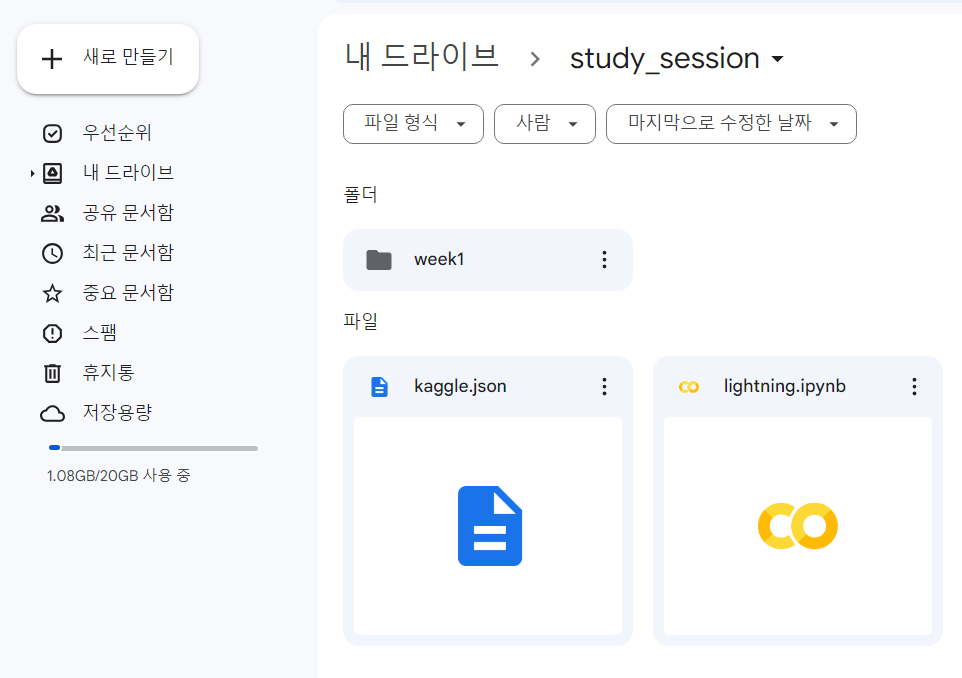 새로 만들기
우선순위
내 드라이브
공유 문서함
최근 문서함
중요 문서함
스팸
휴지통
저장용량
1.08GB/20GB 사용 중
내 드라이브 > study_session
파일 형식 사람 마지막으로 수정한 날짜
폴더
week1
파일
kaggle.json
lightning.ipynb